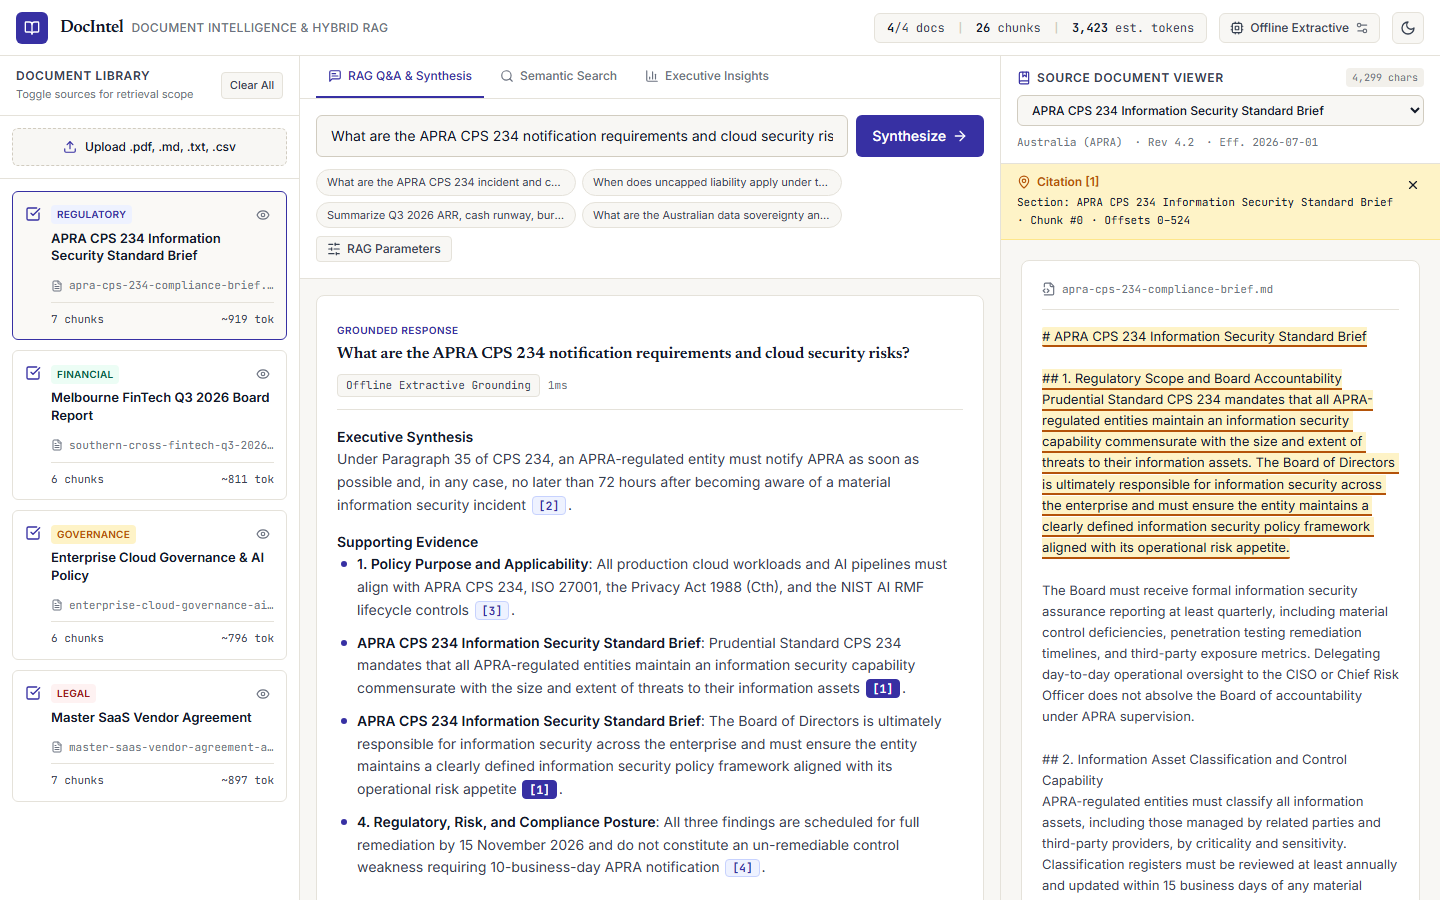 DocIntel DOCUMENT INTELLIGENCE & HYBRID RAG
4/4 docs | 26 chunks | 3,423 est. tokens
Offline Extractive
DOCUMENT LIBRARY
Toggle sources for retrieval scope
Clear All
Upload .pdf, .md, .txt, .csv
REGULATORY
APRA CPS 234 Information
Security Standard Brief
apra-cps-234-compliance-brief.…
7 chunks ~919 tok
FINANCIAL
Melbourne FinTech Q3 2026 Board
Report
southern-cross-fintech-q3-2026…
6 chunks ~811 tok
GOVERNANCE
Enterprise Cloud Governance & AI
Policy
enterprise-cloud-governance-ai…
6 chunks ~796 tok
LEGAL
Master SaaS Vendor Agreement
master-saas-vendor-agreement-a…
7 chunks ~897 tok
RAG Q&A & Synthesis
Semantic Search
Executive Insights
What are the APRA CPS 234 notification requirements and cloud security ris
Synthesize →
What are the APRA CPS 234 incident and c...
When does uncapped liability apply under t...
Summarize Q3 2026 ARR, cash runway, bur...
What are the Australian data sovereignty an...
RAG Parameters
GROUNDED RESPONSE
What are the APRA CPS 234 notification requirements and cloud security risks?
Offline Extractive Grounding 1ms
Executive Synthesis
Under Paragraph 35 of CPS 234, an APRA-regulated entity must notify APRA as soon as
possible and, in any case, no later than 72 hours after becoming aware of a material
information security incident [2] .
Supporting Evidence
• 1. Policy Purpose and Applicability: All production cloud workloads and AI pipelines must
align with APRA CPS 234, ISO 27001, the Privacy Act 1988 (Cth), and the NIST AI RMF
lifecycle controls [3] .
• APRA CPS 234 Information Security Standard Brief: Prudential Standard CPS 234
mandates that all APRA-regulated entities maintain an information security capability
commensurate with the size and extent of threats to their information assets [1] .
• APRA CPS 234 Information Security Standard Brief: The Board of Directors is ultimately
responsible for information security across the enterprise and must ensure the entity
maintains a clearly defined information security policy framework aligned with its
operational risk appetite [1] .
• 4. Regulatory, Risk, and Compliance Posture: All three findings are scheduled for full
remediation by 15 November 2026 and do not constitute an un-remediable control
weakness requiring 10-business-day APRA notification [4] .
SOURCE DOCUMENT VIEWER
4,299 chars
APRA CPS 234 Information Security Standard Brief
Australia (APRA) · Rev 4.2 · Eff. 2026-07-01
Citation [1]
Section: APRA CPS 234 Information Security Standard Brief
· Chunk #0 · Offsets 0–524
apra-cps-234-compliance-brief.md
# APRA CPS 234 Information Security Standard Brief
## 1. Regulatory Scope and Board Accountability
Prudential Standard CPS 234 mandates that all APRA-
regulated entities maintain an information security
capability commensurate with the size and extent of
threats to their information assets. The Board of Directors
is ultimately responsible for information security across
the enterprise and must ensure the entity maintains a
clearly defined information security policy framework
aligned with its operational risk appetite.
The Board must receive formal information security
assurance reporting at least quarterly, including material
control deficiencies, penetration testing remediation
timelines, and third-party exposure metrics. Delegating
day-to-day operational oversight to the CISO or Chief Risk
Officer does not absolve the Board of accountability
under APRA supervision.
## 2. Information Asset Classification and Control
Capability
APRA-regulated entities must classify all information
assets, including those managed by related parties and
third-party providers, by criticality and sensitivity.
Classification registers must be reviewed at least annually
and updated within 15 business days of any material